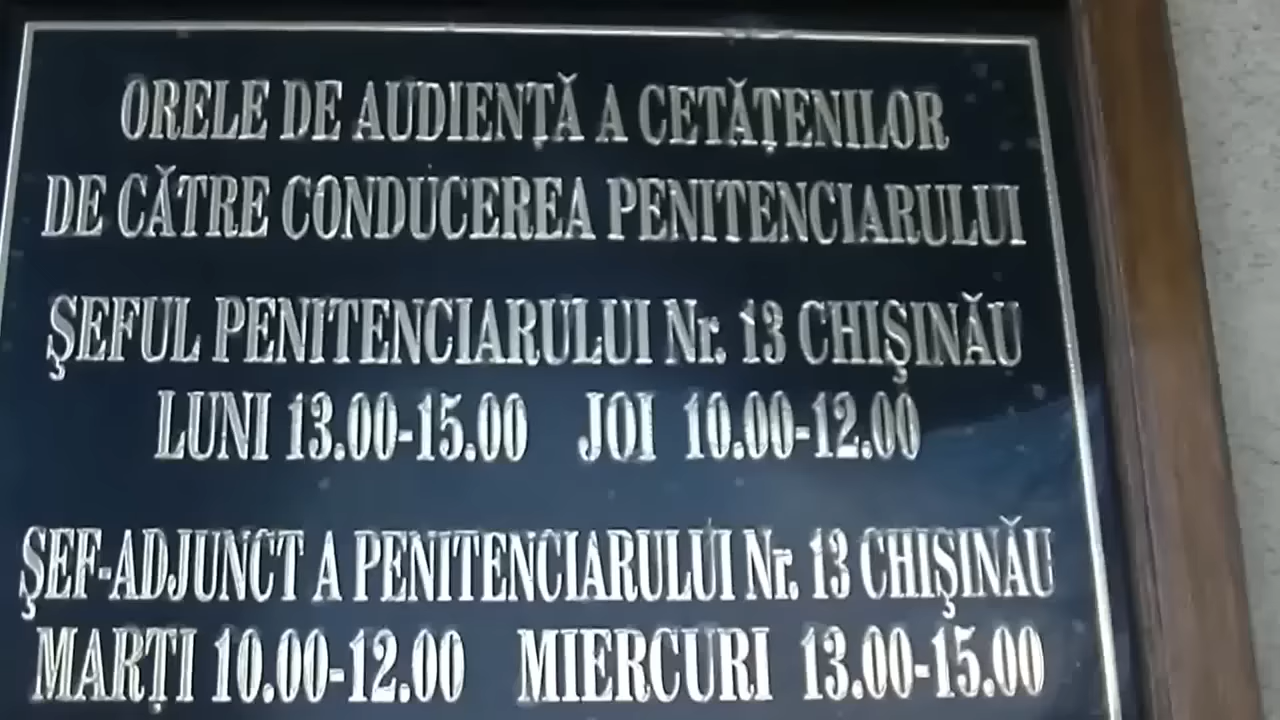 ORELE DE AUDIENȚĂ A CETĂȚENILOR
DE CĂTRE CONDUCEREA PENITENCIARULUI
ŞEFUL PENITENCIARULUI Nr. 13 CHIŞINĂU
LUNI 13.00-15.00 JOI 10.00-12.00
ŞEF-ADJUNCT A PENITENCIARULUI Nr. 13 CHIŞINĂU
MARȚI 10.00-12.00 MIERCURI 13.00-15.00